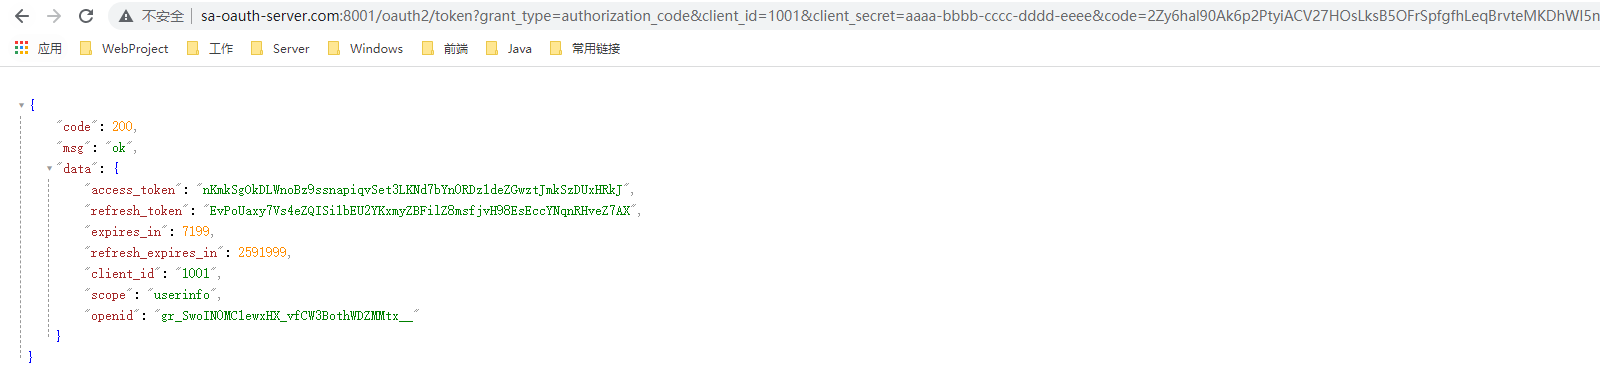 不安全 sa-oauth-server.com:8001/oauth2/token?grant_type=authorization_code&client_id=1001&client_secret=aaaa-bbbb-cccc-dddd-eeee&code=2Zy6hal90Ak6p2PtyiACV27HOsLksB5OFrSpfgfhLeqBrvteMKDhWI5n
应用 WebProject 工作 Server Windows 前端 Java 常用链接
{
"code": 200,
"msg": "ok",
"data": {
"access_token": "nKmkSgOkDLWnoBz9ssnapiqvSet3LKNd7bYnORDz1deZGwztJmkSzDUxHRkJ",
"refresh_token": "EvPoUaxy7Vs4eZQISi1bEU2YKxmyZBFilZ8msfjvH98EsEccYNqnRHveZ7AX",
"expires_in": 7199,
"refresh_expires_in": 2591999,
"client_id": "1001",
"scope": "userinfo",
"openid": "gr_SwoINOMC1ewxHX_vfCW3BothWDZMMtx__"
}
}